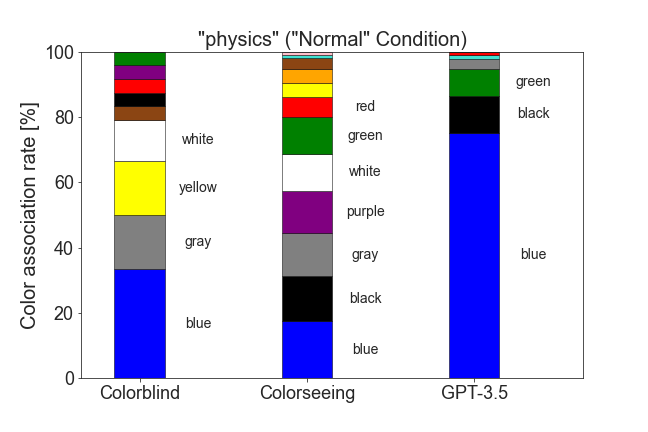 "physics" ("Normal" Condition)
Color association rate [%]
100
80
60
40
20
0
white
yellow
gray
blue
red
green
white
purple
gray
black
blue
green
black
blue
Colorblind
Colorseeing
GPT-3.5